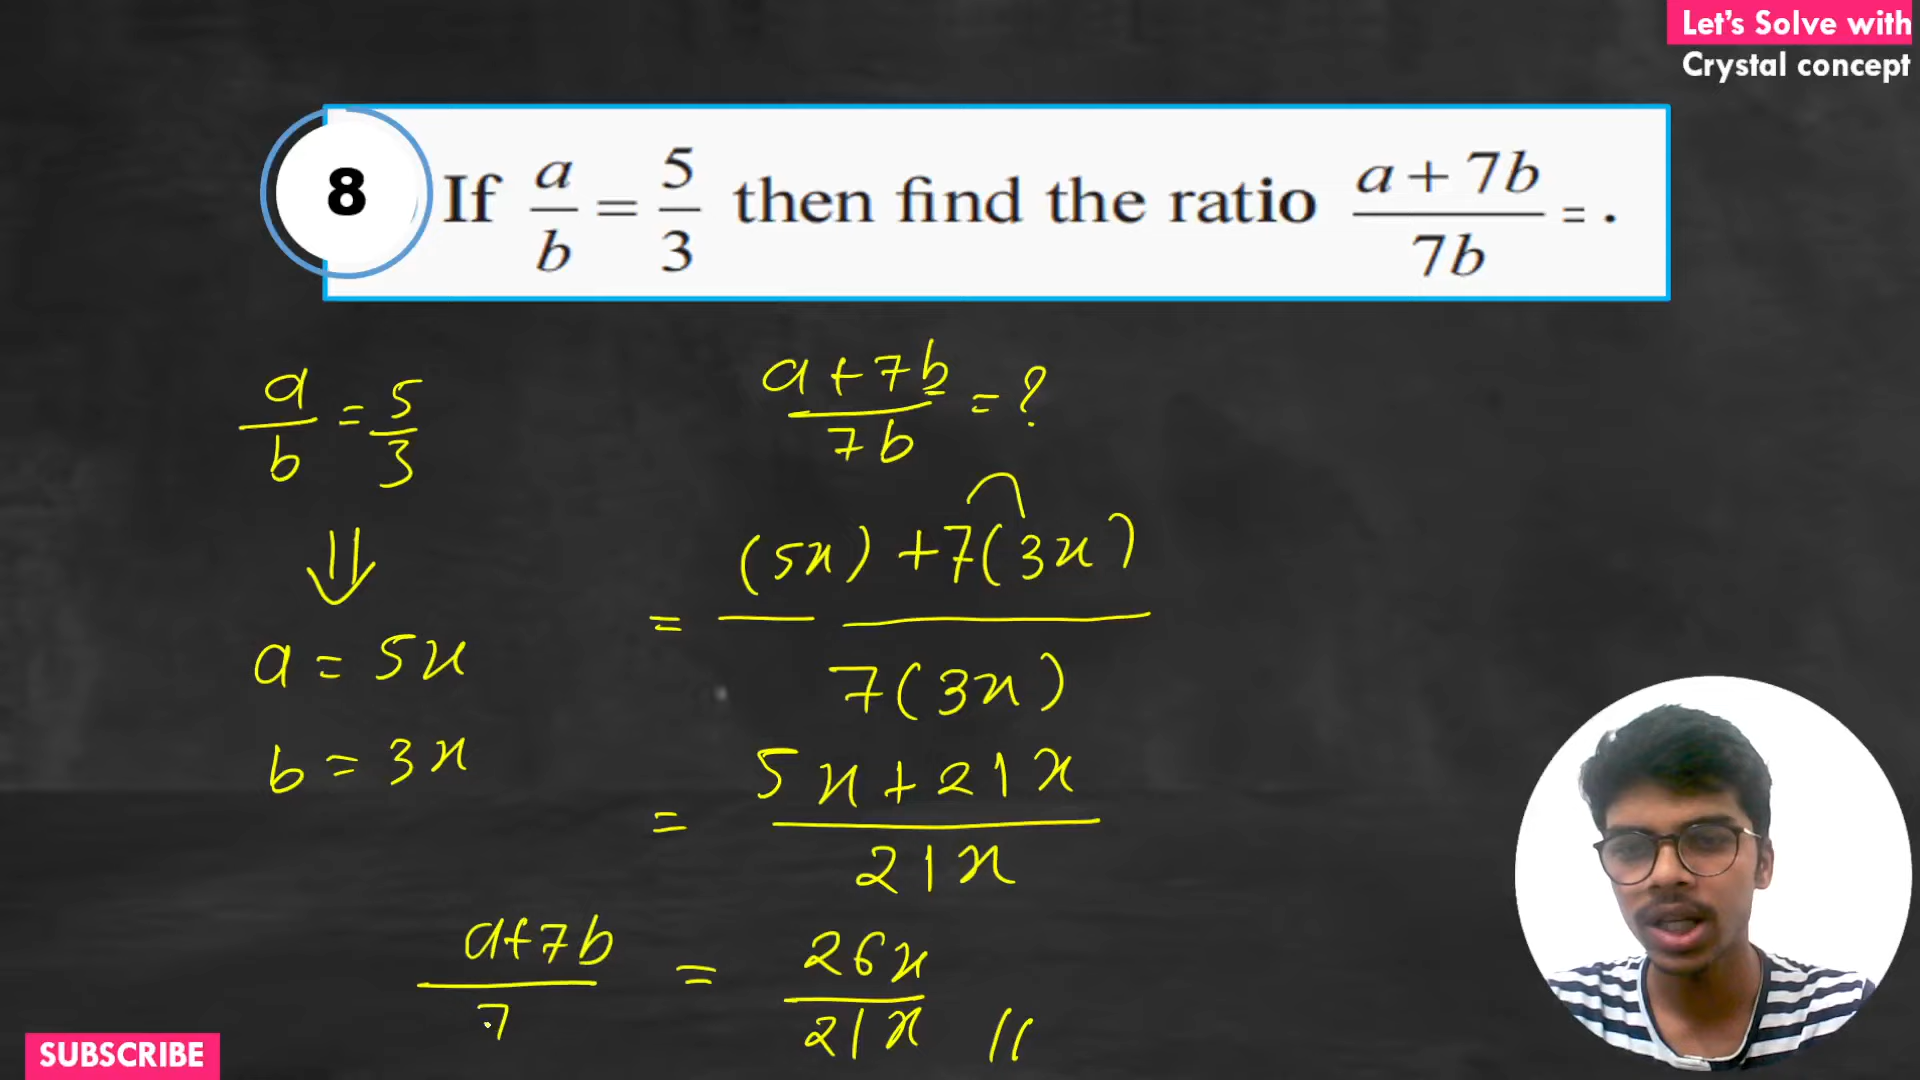 Let's Solve with
Crystal concept
8 If a/b = 5/3 then find the ratio (a + 7b)/7b = .
a/b = 5/3
⇓
a = 5x
b = 3x
(a + 7b)/7b = ?
= ((5x) + 7(3x))/7(3x)
= (5x + 21x)/21x
(a+7b)/7 = 26x/21x //
SUBSCRIBE